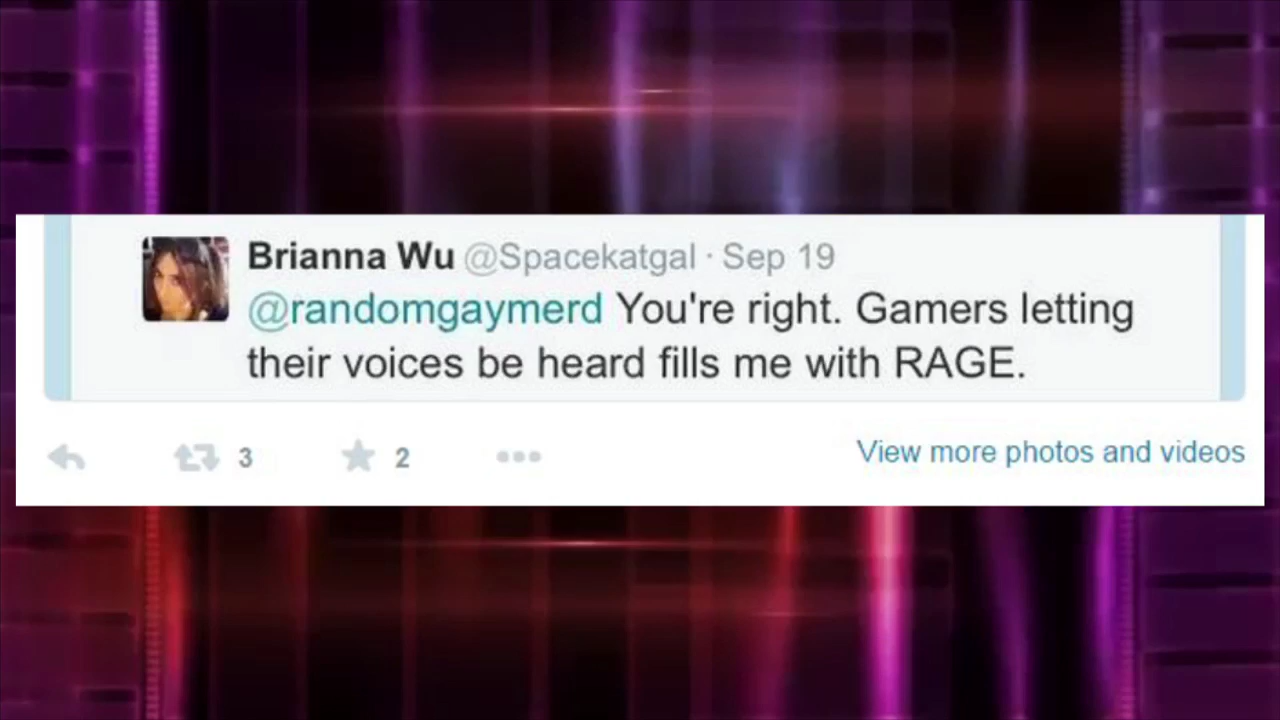 Brianna Wu @Spacekatgal · Sep 19
@randomgaymerd You're right. Gamers letting
their voices be heard fills me with RAGE.
3 2 View more photos and videos